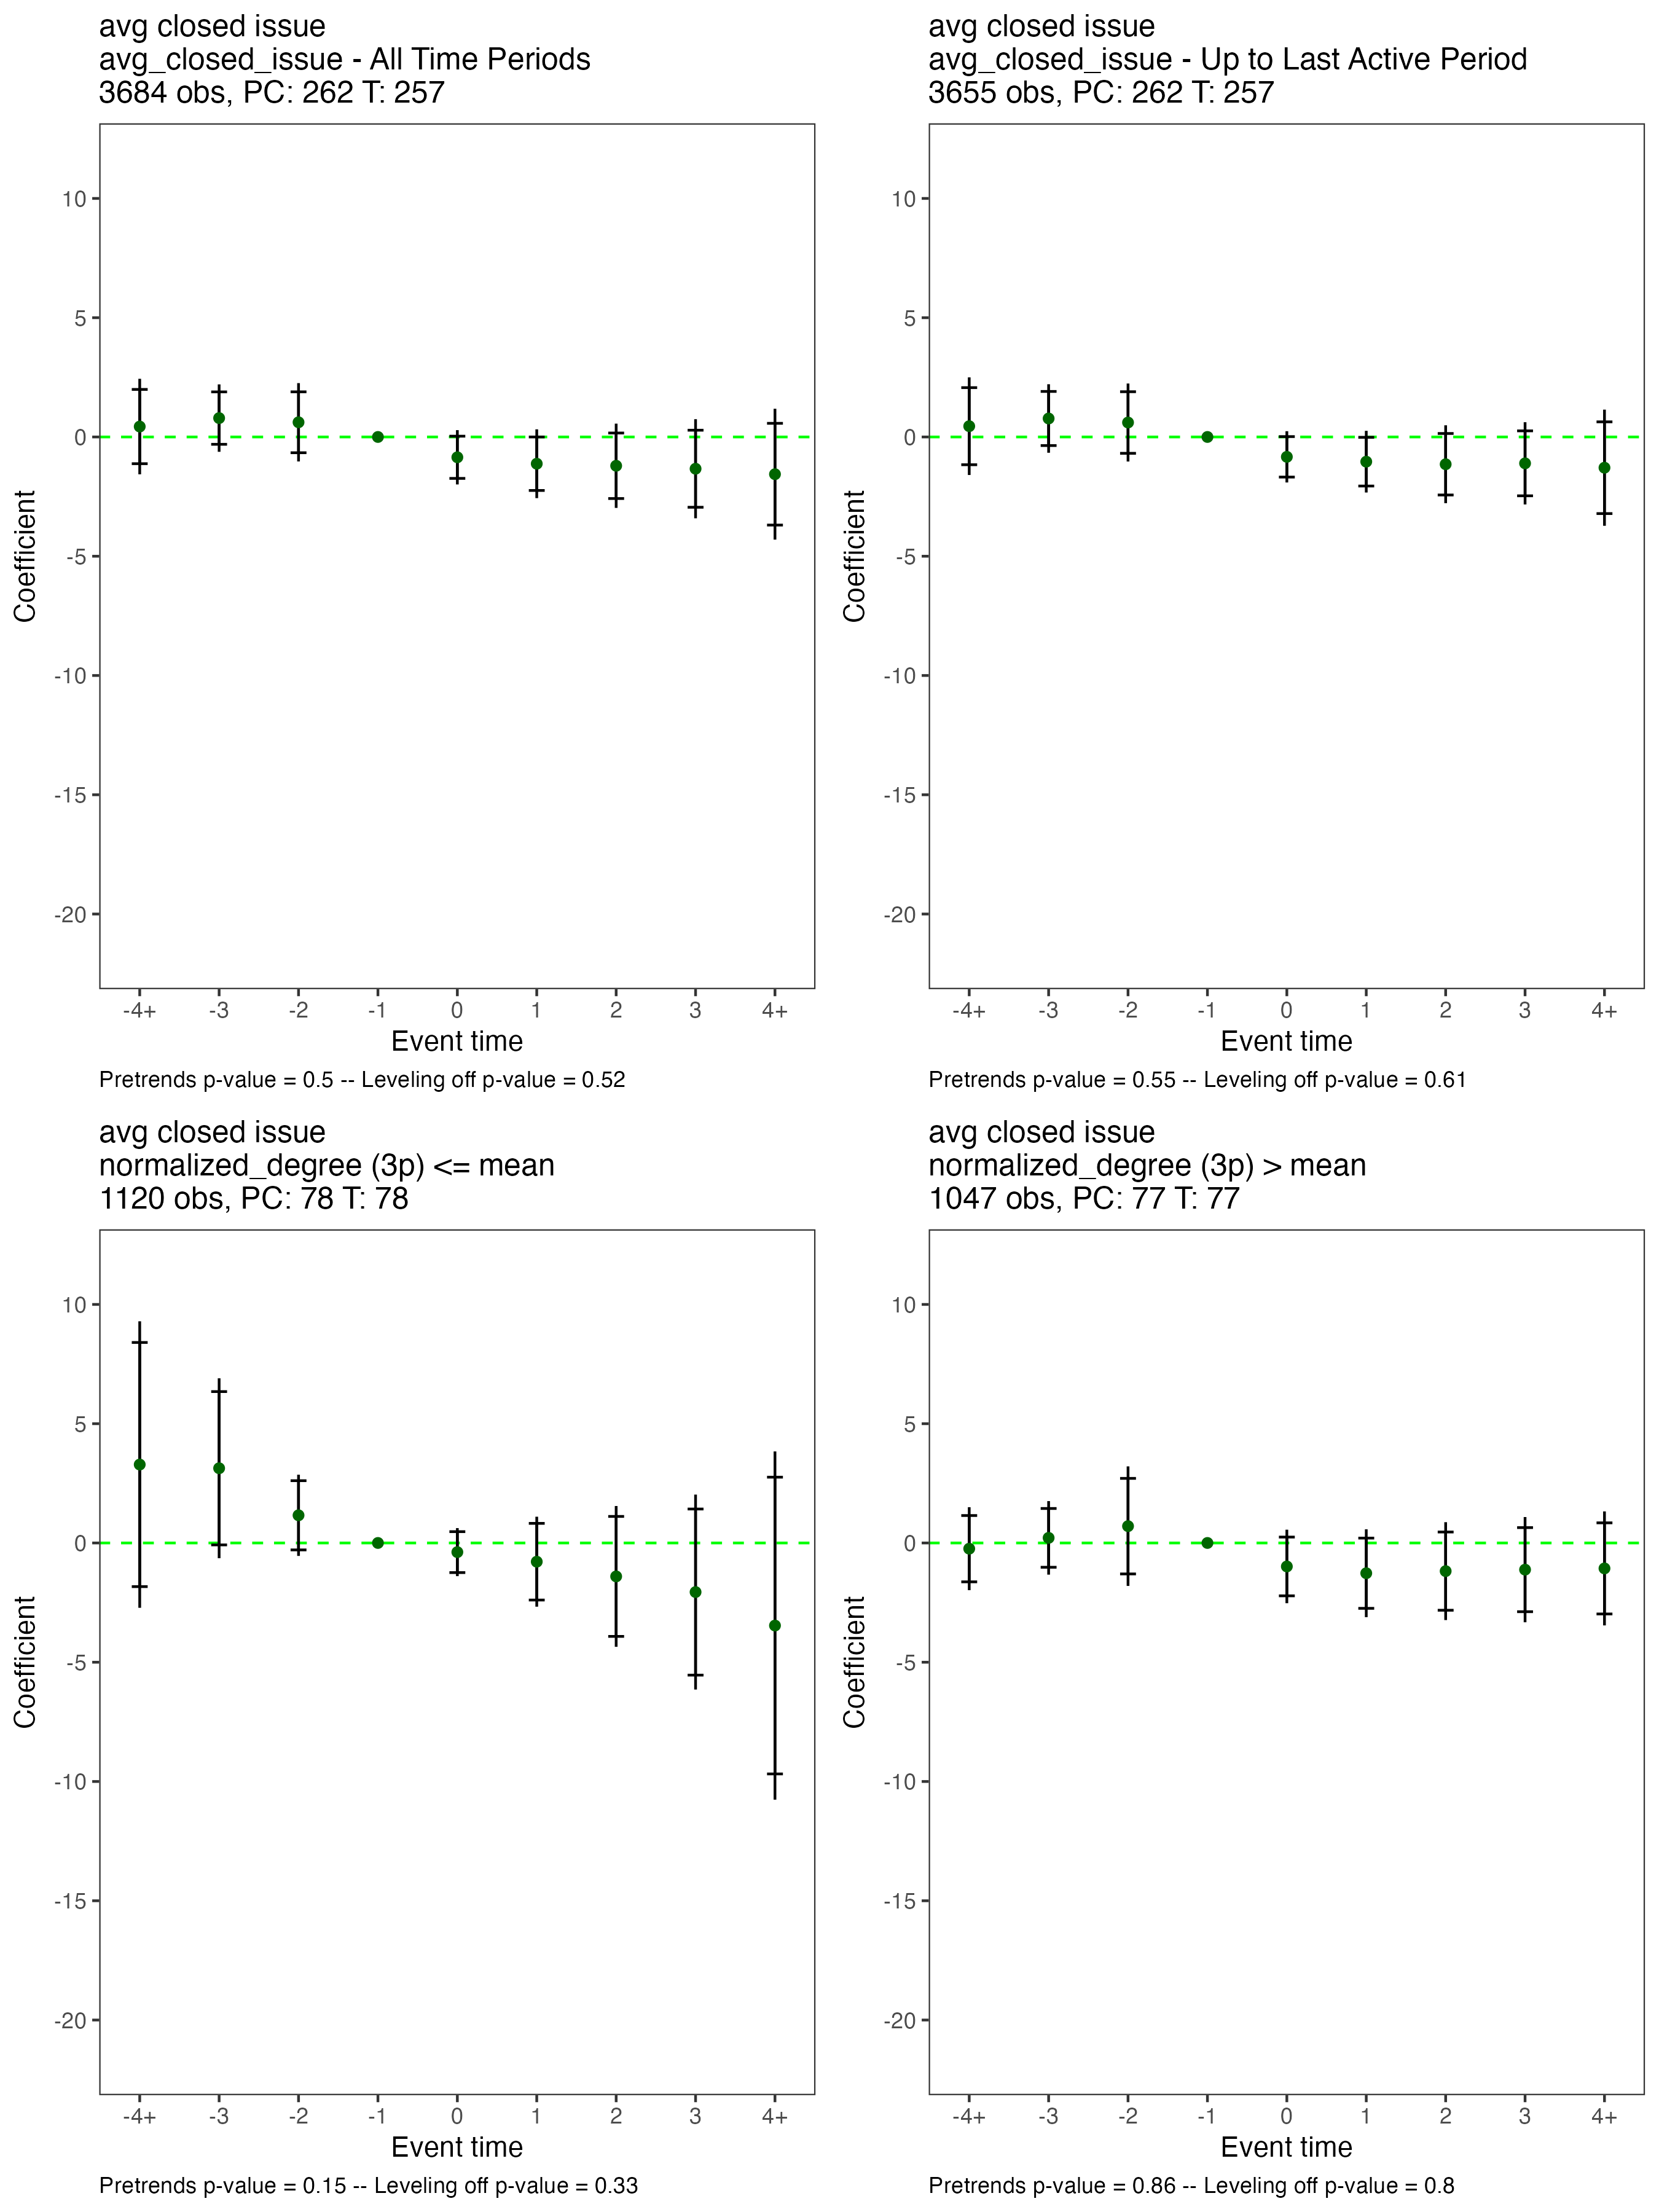 avg closed issue
avg_closed_issue - All Time Periods
3684 obs, PC: 262 T: 257
10
5
0
-5
-10
-15
-20
Coefficient
-4+ -3 -2 -1 0 1 2 3 4+
Event time
Pretrends p-value = 0.5 -- Leveling off p-value = 0.52
avg closed issue
avg_closed_issue - Up to Last Active Period
3655 obs, PC: 262 T: 257
10
5
0
-5
-10
-15
-20
Coefficient
-4+ -3 -2 -1 0 1 2 3 4+
Event time
Pretrends p-value = 0.55 -- Leveling off p-value = 0.61
avg closed issue
normalized_degree (3p) <= mean
1120 obs, PC: 78 T: 78
10
5
0
-5
-10
-15
-20
Coefficient
-4+ -3 -2 -1 0 1 2 3 4+
Event time
Pretrends p-value = 0.15 -- Leveling off p-value = 0.33
avg closed issue
normalized_degree (3p) > mean
1047 obs, PC: 77 T: 77
10
5
0
-5
-10
-15
-20
Coefficient
-4+ -3 -2 -1 0 1 2 3 4+
Event time
Pretrends p-value = 0.86 -- Leveling off p-value = 0.8